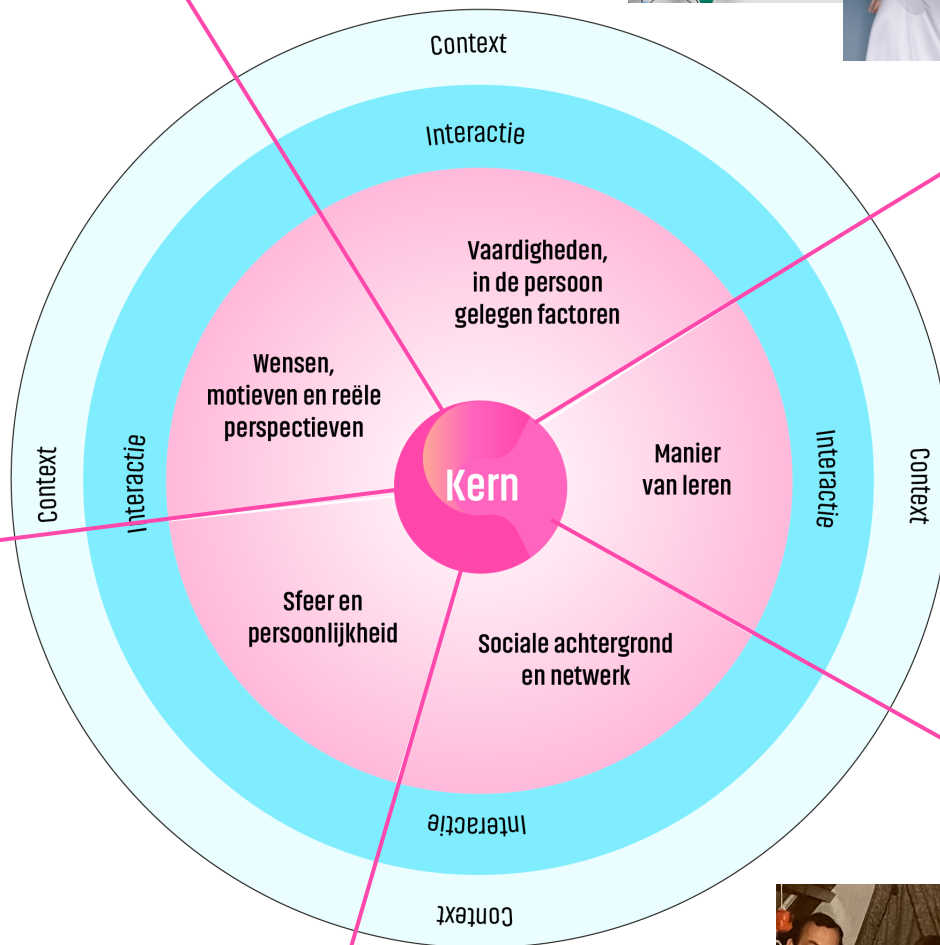 Context
Interactie
Vaardigheden,
in de persoon
gelegen factoren
Wensen,
motieven en reële
perspectieven
Manier
van leren
Kern
Context
Interactie
Interactie
Context
Sfeer en
persoonlijkheid
Sociale achtergrond
en netwerk
Interactie
Context